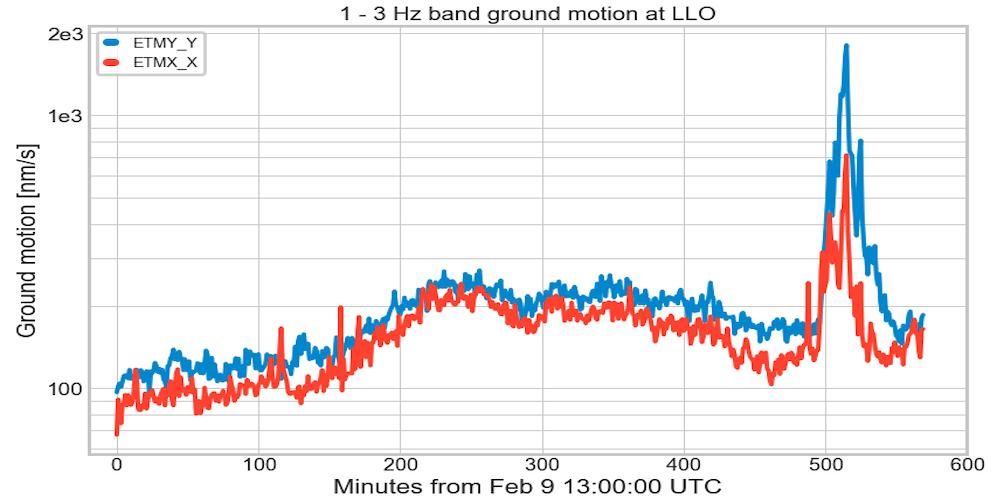 1 - 3 Hz band ground motion at LLO
2e3
1e3
100
Ground motion [nm/s]
ETMY_Y
ETMX_X
0 100 200 300 400 500 600
Minutes from Feb 9 13:00:00 UTC